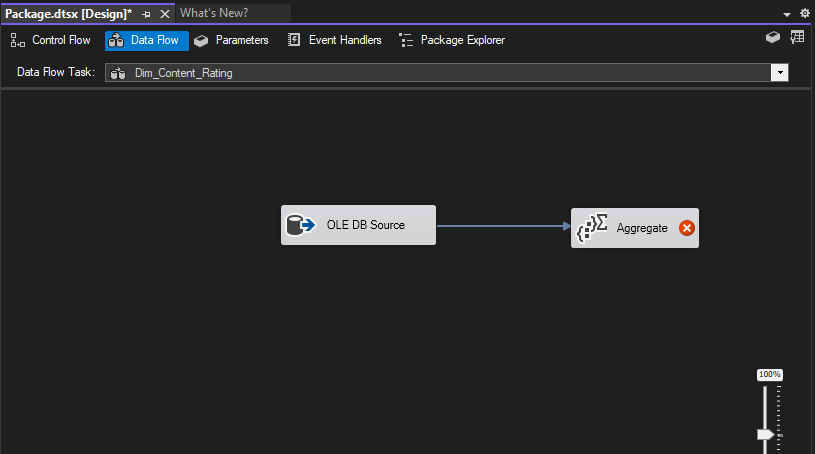 Package.dtsx [Design]* What's New?
Control Flow Data Flow Parameters Event Handlers Package Explorer
Data Flow Task: Dim_Content_Rating
OLE DB Source Aggregate
100%